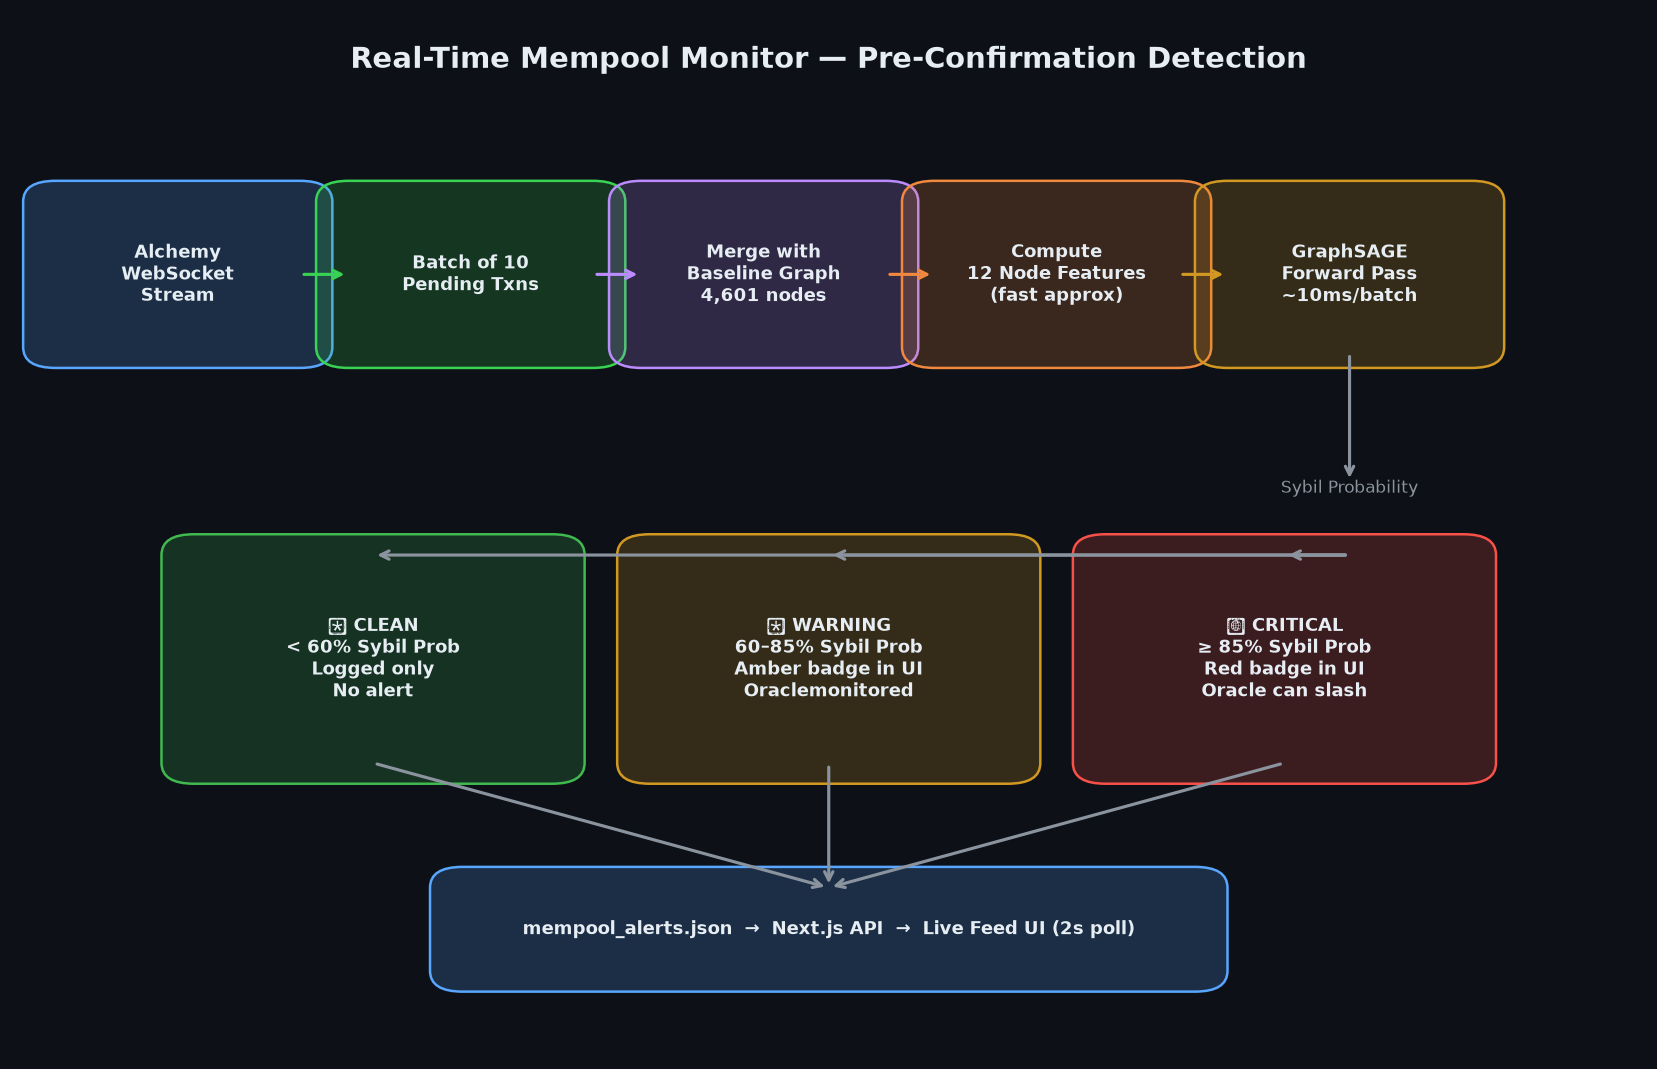 Real-Time Mempool Monitor — Pre-Confirmation Detection
Alchemy
WebSocket
Stream
Batch of 10
Pending Txns
Merge with
Baseline Graph
4,601 nodes
Compute
12 Node Features
(fast approx)
GraphSAGE
Forward Pass
~10ms/batch
Sybil Probability
CLEAN
< 60% Sybil Prob
Logged only
No alert
WARNING
60–85% Sybil Prob
Amber badge in UI
Oraclemonitored
CRITICAL
≥ 85% Sybil Prob
Red badge in UI
Oracle can slash
mempool_alerts.json → Next.js API → Live Feed UI (2s poll)